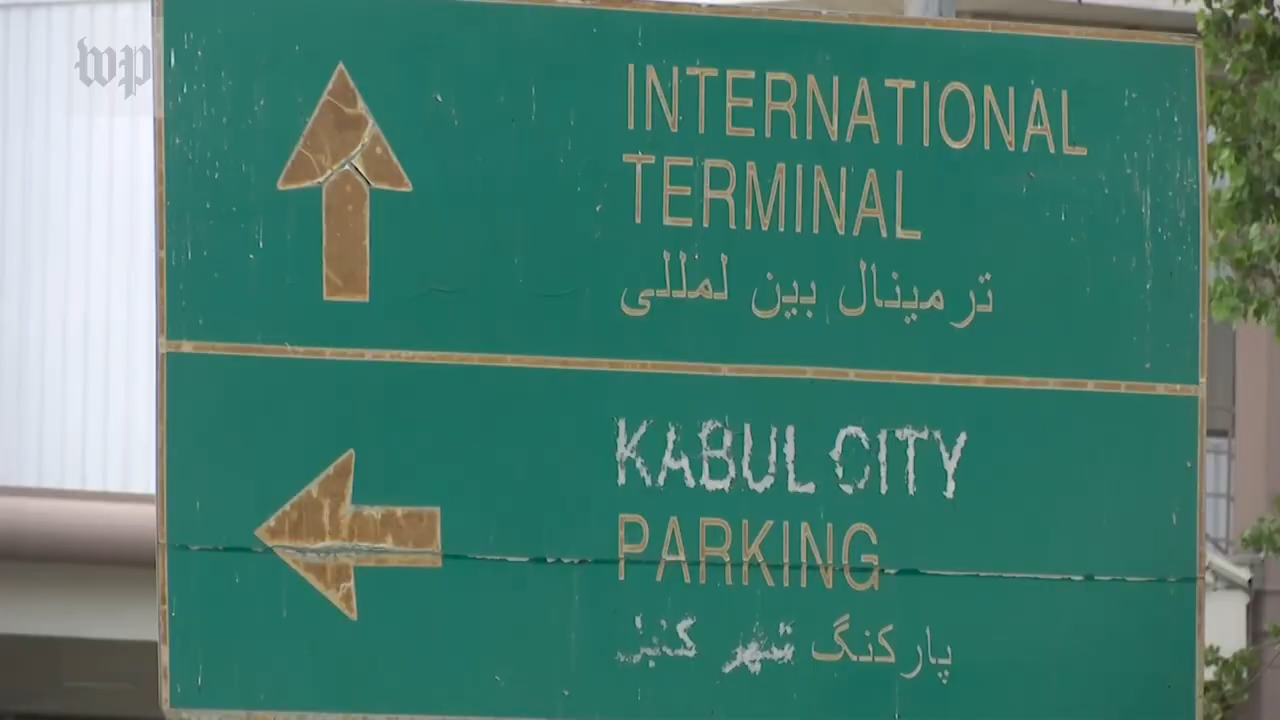 wp
INTERNATIONAL
TERMINAL
ترمینال بین لمللی
KABUL CITY
PARKING
پارکنگ شهر